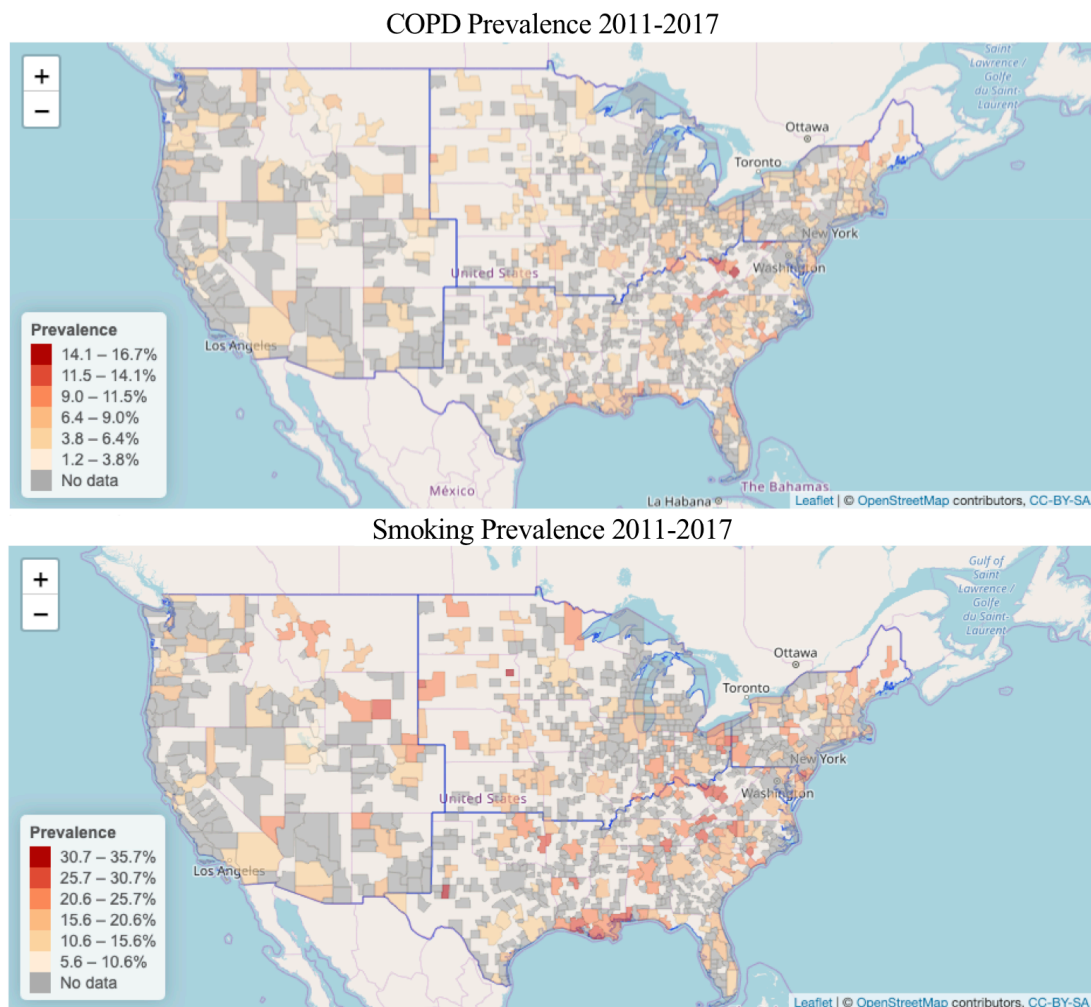 COPD Prevalence 2011-2017
+
−
Saint
Lawrence /
Golfe
du Saint-
Laurent
Ottawa
Toronto
New York
Washington
United States
Los Angeles
Prevalence
14.1 – 16.7%
11.5 – 14.1%
9.0 – 11.5%
6.4 – 9.0%
3.8 – 6.4%
1.2 – 3.8%
No data
México
La Habana
The Bahamas
Leaflet | © OpenStreetMap contributors, CC-BY-SA
Smoking Prevalence 2011-2017
+
−
Gulf of
Saint
Lawrence /
Golfe
du Saint-
Laurent
Ottawa
Toronto
New York
Washington
United States
Los Angeles
Prevalence
30.7 – 35.7%
25.7 – 30.7%
20.6 – 25.7%
15.6 – 20.6%
10.6 – 15.6%
5.6 – 10.6%
No data
Leaflet | © OpenStreetMap contributors, CC-BY-SA